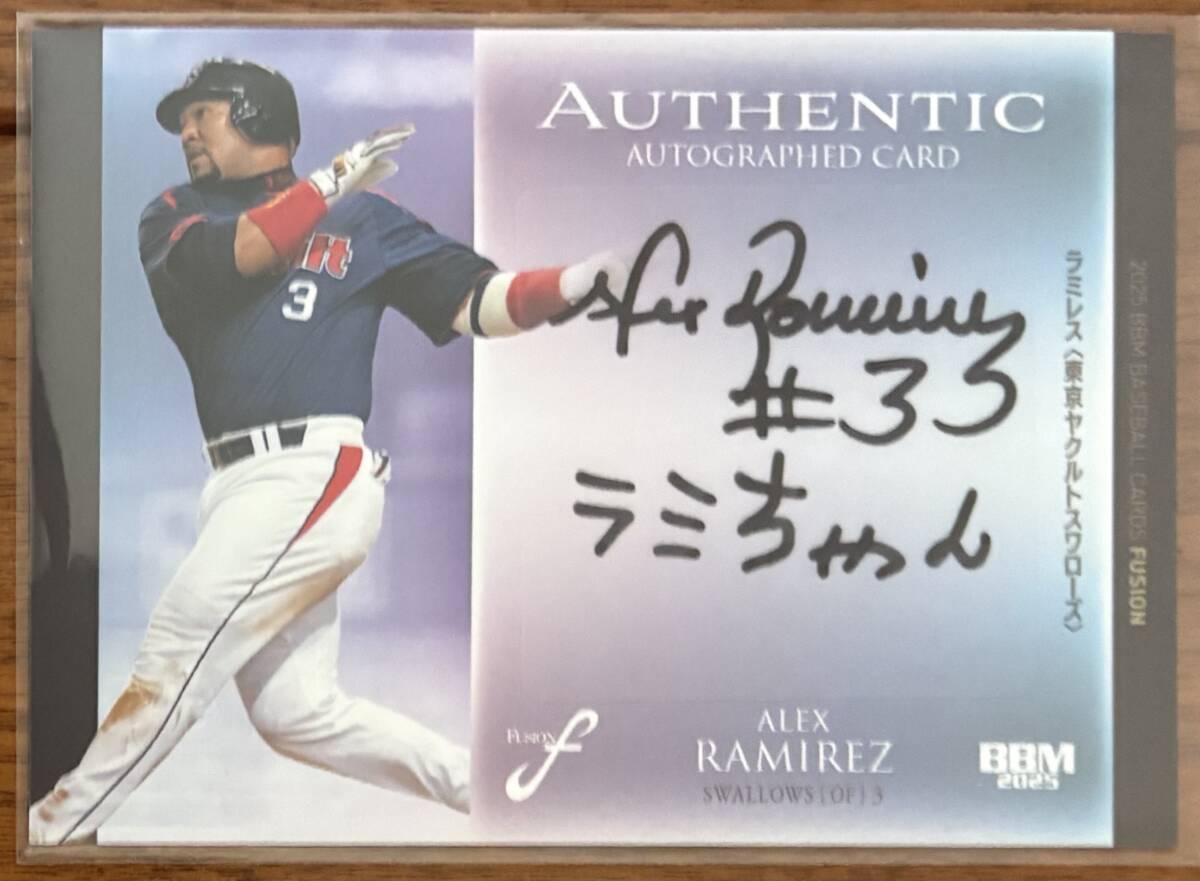 AUTHENTIC
AUTOGRAPHED CARD
Alex Ramirez
#33
ラミちゃん
ラミレス〈東京ヤクルトスワローズ〉
2025 BBM BASEBALL CARDS FUSION
3
FUSION
f
ALEX
RAMIREZ
SWALLOWS [OF] 3
BBM
2025